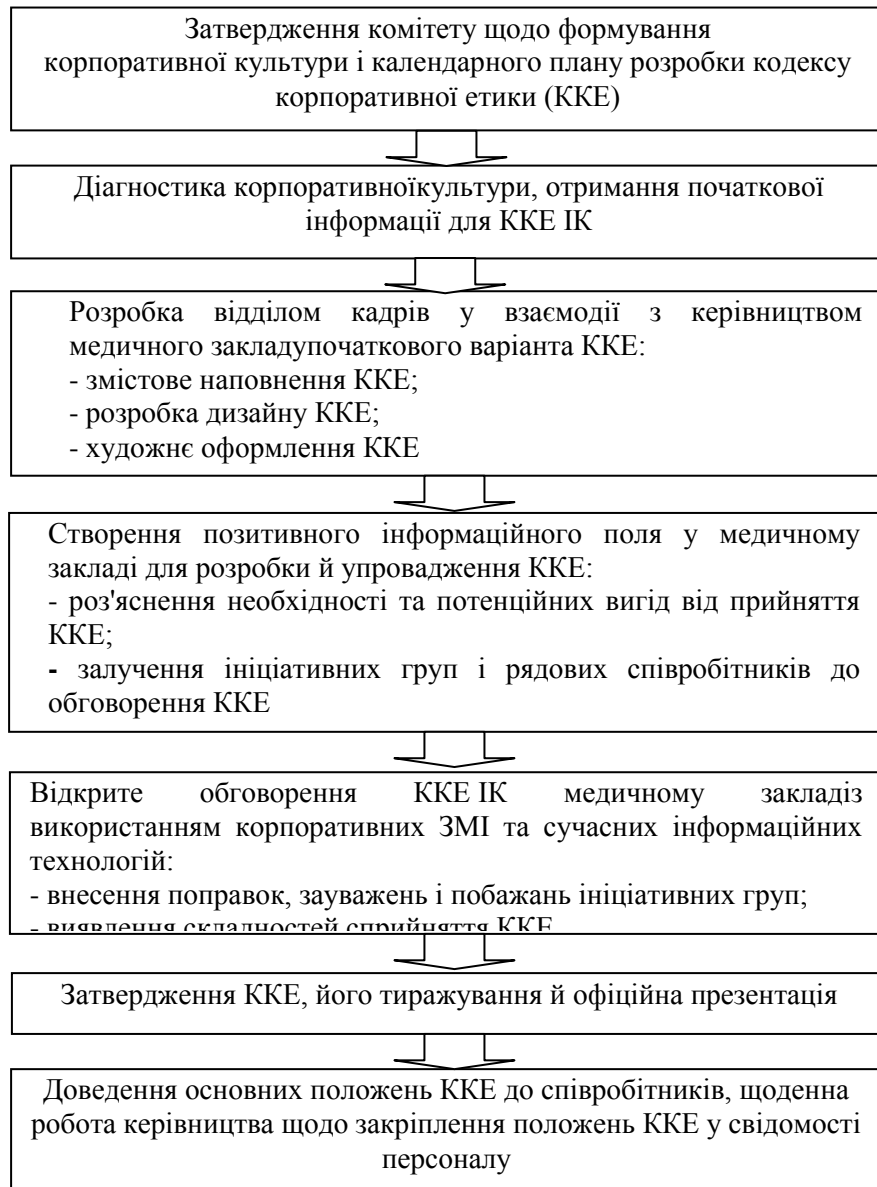 Затвердження комітету щодо формування
корпоративної культури і календарного плану розробки кодексу
корпоративної етики (ККЕ)
Діагностика корпоративноїкультури, отримання початкової
інформації для ККЕ ІК
Розробка відділом кадрів у взаємодії з керівництвом
медичного закладупочаткового варіанта ККЕ:
- змістове наповнення ККЕ;
- розробка дизайну ККЕ;
- художнє оформлення ККЕ
Створення позитивного інформаційного поля у медичному
закладі для розробки й упровадження ККЕ:
- роз'яснення необхідності та потенційних вигід від прийняття
ККЕ;
- залучення ініціативних груп і рядових співробітників до
обговорення ККЕ
Відкрите обговорення ККЕ ІК медичному закладіз
використанням корпоративних ЗМІ та сучасних інформаційних
технологій:
- внесення поправок, зауважень і побажань ініціативних груп;
- виявлення складностей сприйняття ККЕ
Затвердження ККЕ, його тиражування й офіційна презентація
Доведення основних положень ККЕ до співробітників, щоденна
робота керівництва щодо закріплення положень ККЕ у свідомості
персоналу